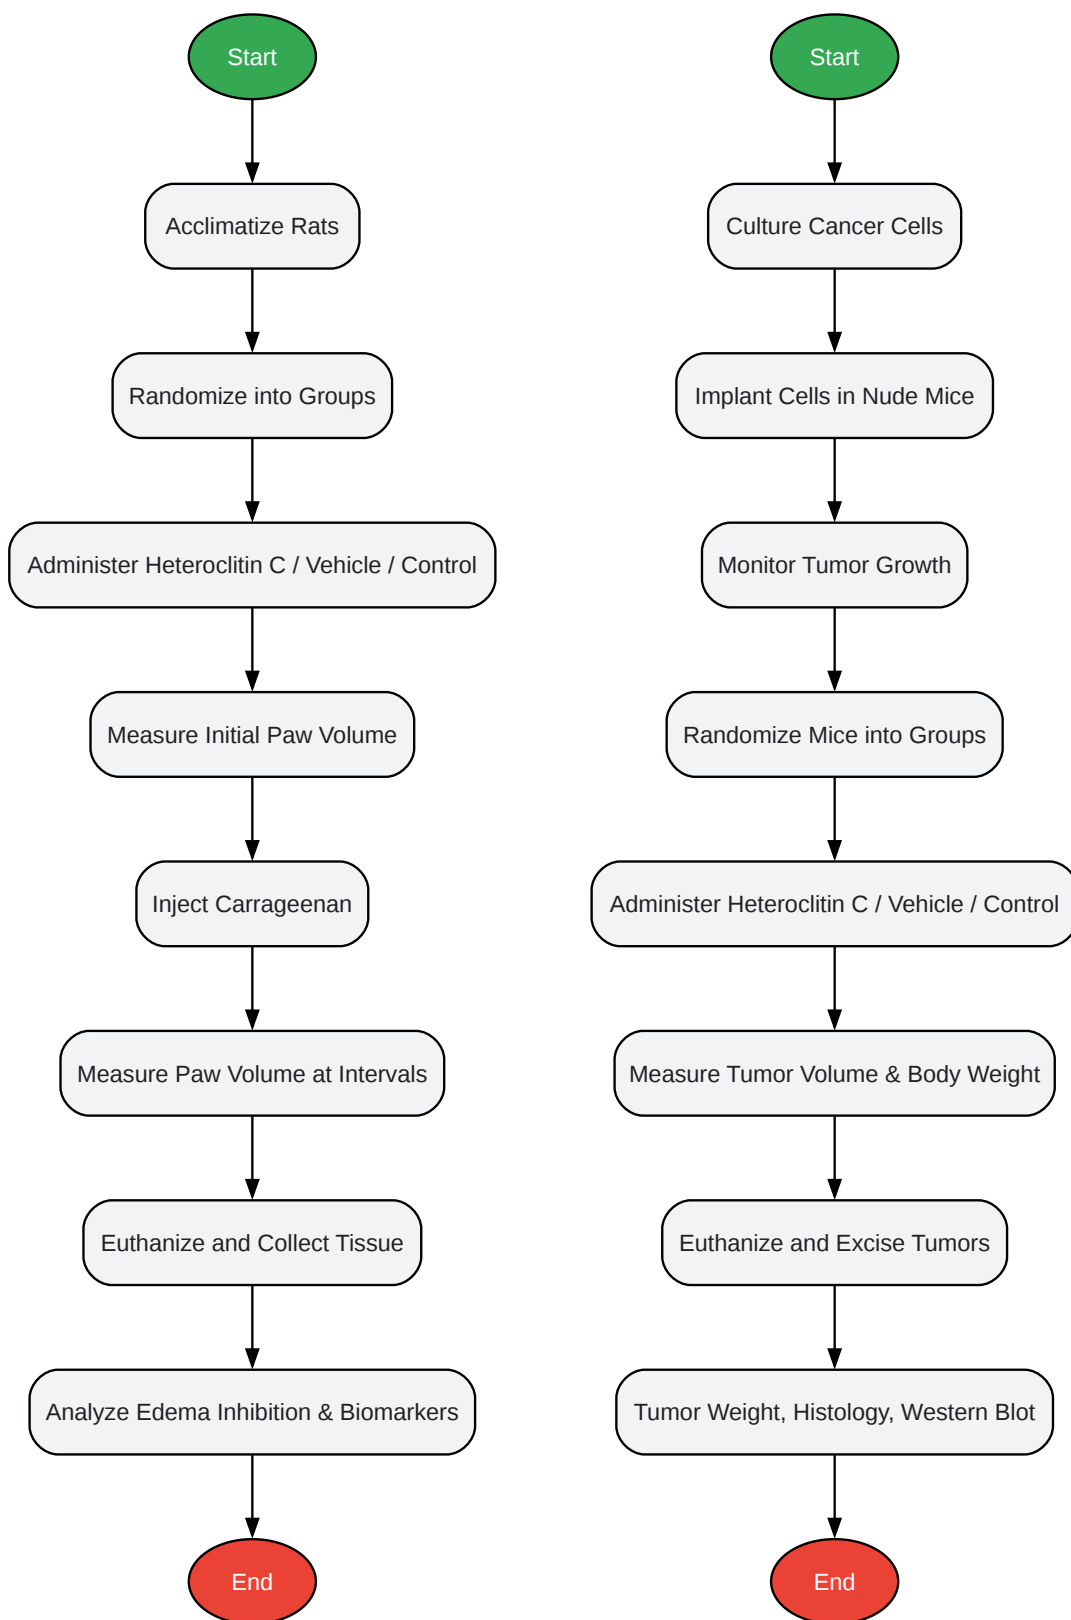 Start
Acclimatize Rats
Randomize into Groups
Administer Heteroclitin C / Vehicle / Control
Measure Initial Paw Volume
Inject Carrageenan
Measure Paw Volume at Intervals
Euthanize and Collect Tissue
Analyze Edema Inhibition & Biomarkers
End
Start
Culture Cancer Cells
Implant Cells in Nude Mice
Monitor Tumor Growth
Randomize Mice into Groups
Administer Heteroclitin C / Vehicle / Control
Measure Tumor Volume & Body Weight
Euthanize and Excise Tumors
Tumor Weight, Histology, Western Blot
End